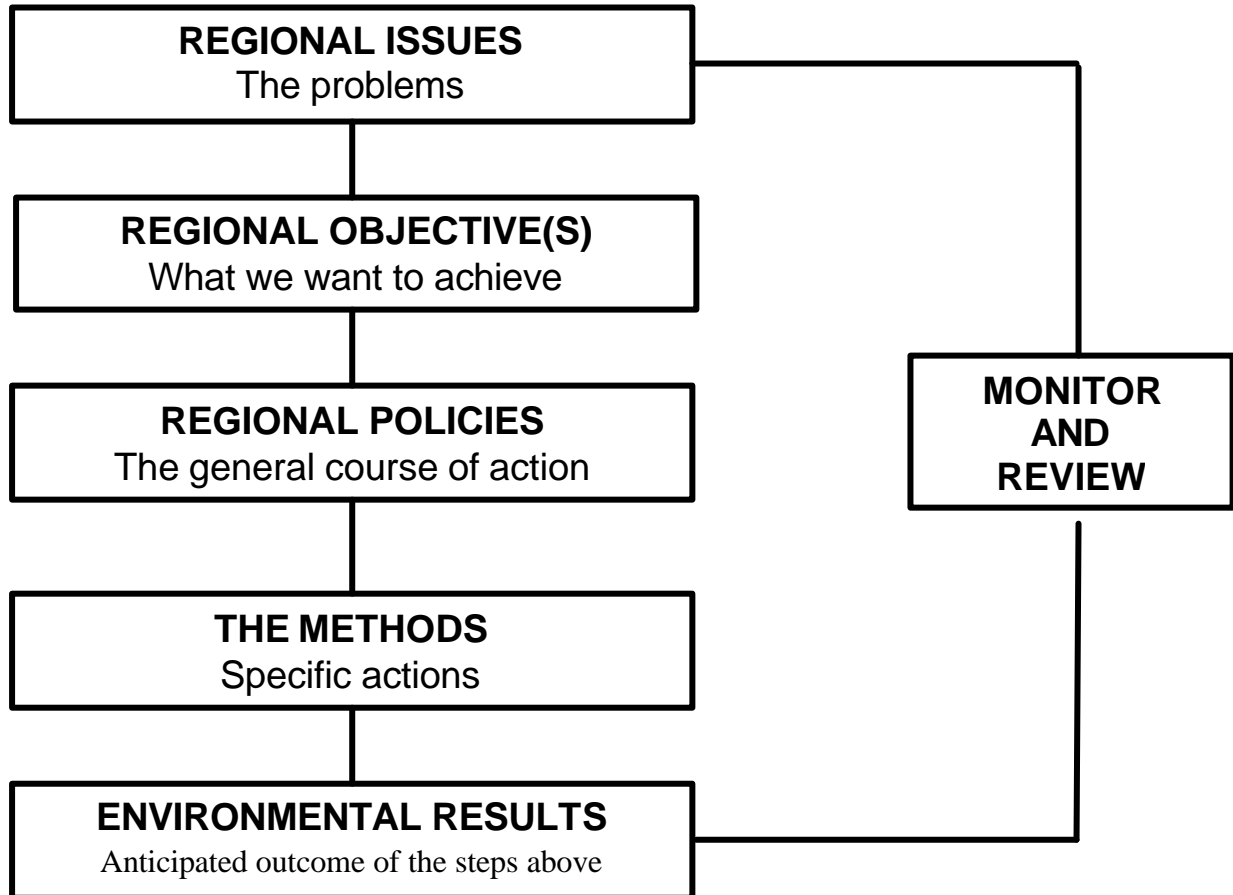 REGIONAL ISSUES
The problems
REGIONAL OBJECTIVE(S)
What we want to achieve
REGIONAL POLICIES
The general course of action
MONITOR
AND
REVIEW
THE METHODS
Specific actions
ENVIRONMENTAL RESULTS
Anticipated outcome of the steps above